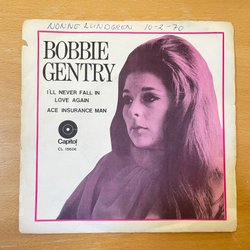 NONNE LUNDGREN 10-2-70
BOBBIE
GENTRY
I'LL NEVER FALL IN
LOVE AGAIN
ACE INSURANCE MAN
Capitol
CL 15606